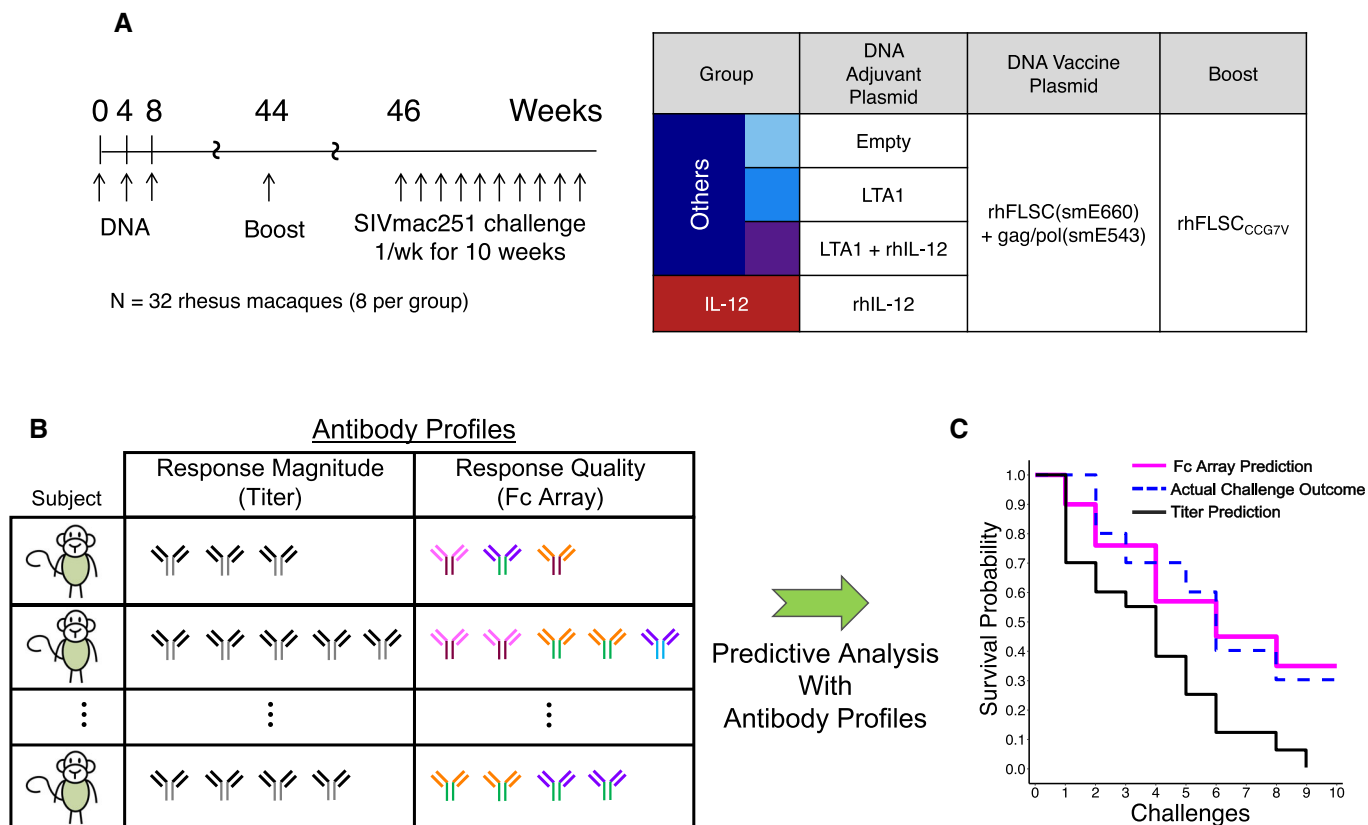 A
0 4 8 44 46 Weeks
DNA
Boost
SIVmac251 challenge
1/wk for 10 weeks
N = 32 rhesus macaques (8 per group)
Group
DNA
Adjuvant
Plasmid
DNA Vaccine
Plasmid
Boost
Others
Empty
LTA1
LTA1 + rhIL-12
IL-12
rhIL-12
rhFLSC(smE660)
+ gag/pol(smE543)
rhFLSCCCG7V
B
Antibody Profiles
Subject
Response Magnitude
(Titer)
Response Quality
(Fc Array)
Predictive Analysis
With
Antibody Profiles
C
Fc Array Prediction
Actual Challenge Outcome
Titer Prediction
Survival Probability
1.0
0.9
0.8
0.7
0.6
0.5
0.4
0.3
0.2
0.1
0.0
0 1 2 3 4 5 6 7 8 9 10
Challenges